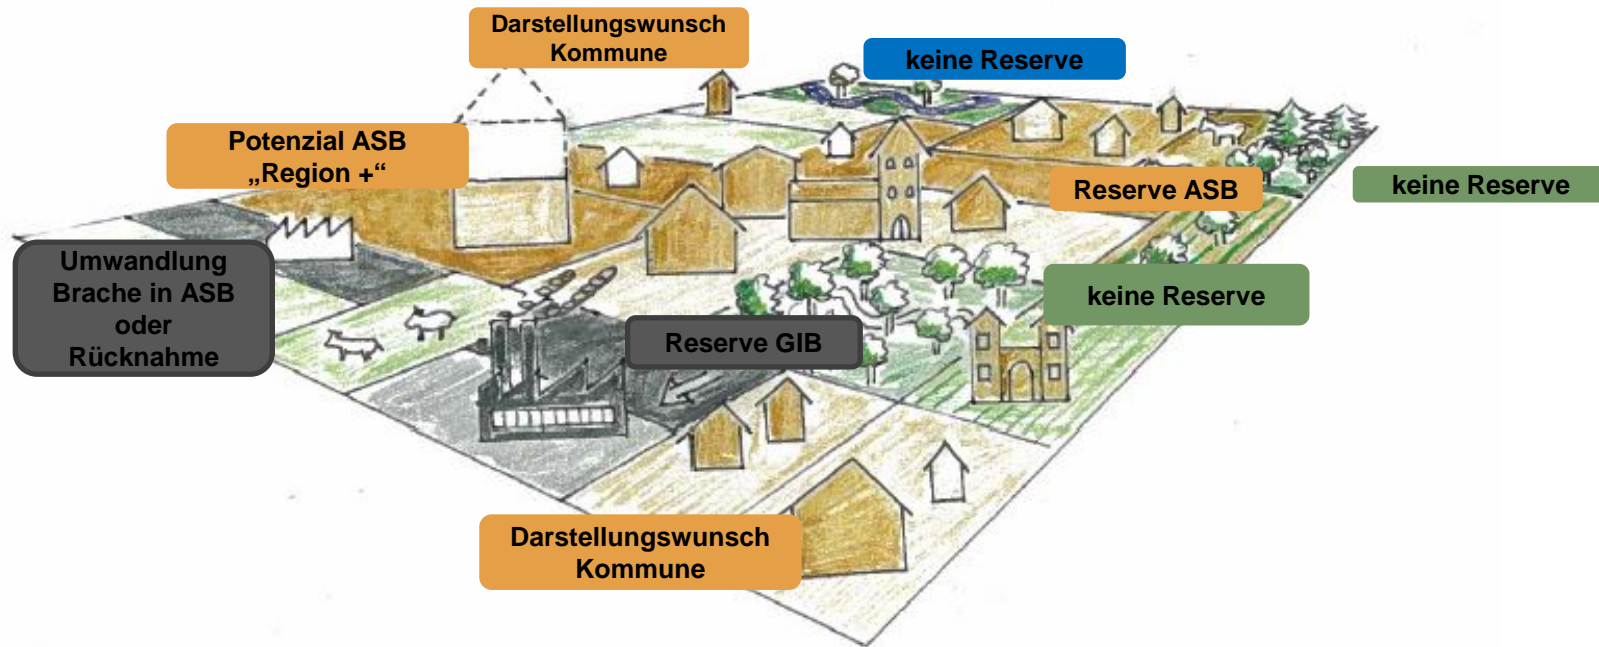 Darstellungswunsch
Kommune
keine Reserve
Potenzial ASB
„Region +“
Reserve ASB
keine Reserve
Umwandlung
Brache in ASB
oder
Rücknahme
keine Reserve
Reserve GIB
Darstellungswunsch
Kommune